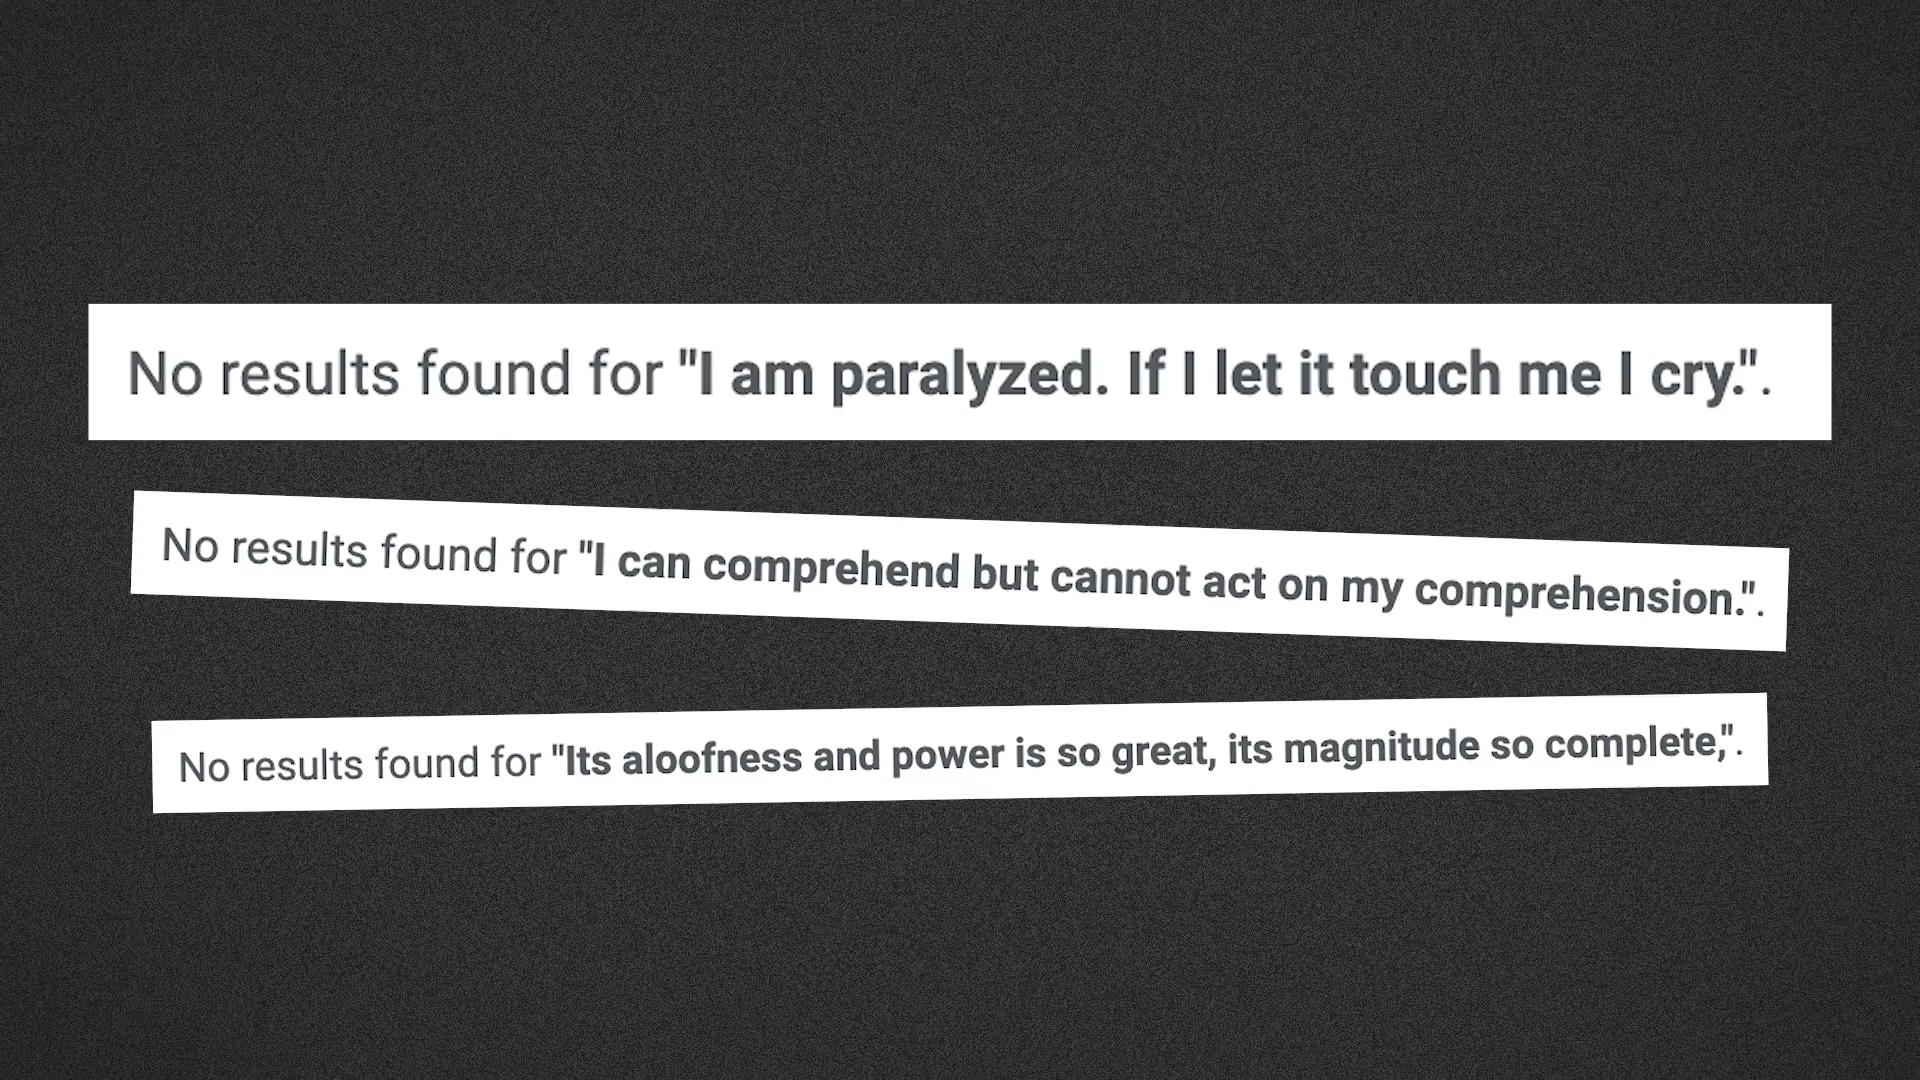 No results found for "I am paralyzed. If I let it touch me I cry.".
No results found for "I can comprehend but cannot act on my comprehension.".
No results found for "Its aloofness and power is so great, its magnitude so complete,".